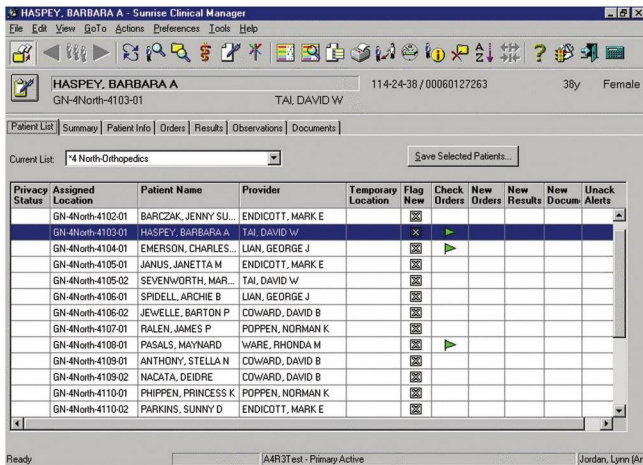 HASPEY, BARBARA A - Sunrise Clinical Manager
File Edit View GoTo Actions Preferences Tools Help
HASPEY, BARBARA A 114-24-38 / 00060127263 38y Female
GN-4North-4103-01 TAI, DAVID W
Patient List Summary Patient Info Orders Results Observations Documents
Current List: *4 North-Orthopedics Save Selected Patients...
Privacy Status Assigned Location Patient Name Provider Temporary Location Flag New Check Orders New Orders New Results New Docum Unack Alerts
GN-4North-4102-01 BARCZAK, JENNY SU... ENDICOTT, MARK E
GN-4North-4103-01 HASPEY, BARBARA A TAI, DAVID W
GN-4North-4104-01 EMERSON, CHARLES... LIAN, GEORGE J
GN-4North-4105-01 JANUS, JANETTA M ENDICOTT, MARK E
GN-4North-4105-02 SEVENWORTH, MAR... TAI, DAVID W
GN-4North-4106-01 SPIDELL, ARCHIE B LIAN, GEORGE J
GN-4North-4106-02 JEWELLE, BARTON P COWARD, DAVID B
GN-4North-4107-01 RALEN, JAMES P POPPEN, NORMAN K
GN-4North-4108-01 PASALS, MAYNARD WARE, RHONDA M
GN-4North-4109-01 ANTHONY, STELLA N COWARD, DAVID B
GN-4North-4109-02 NACATA, DEIDRE COWARD, DAVID B
GN-4North-4110-01 PHIPPEN, PRINCESS K POPPEN, NORMAN K
GN-4North-4110-02 PARKINS, SUNNY D ENDICOTT, MARK E
Ready A4R3Test - Primary Active Jordan, Lynn (Ar